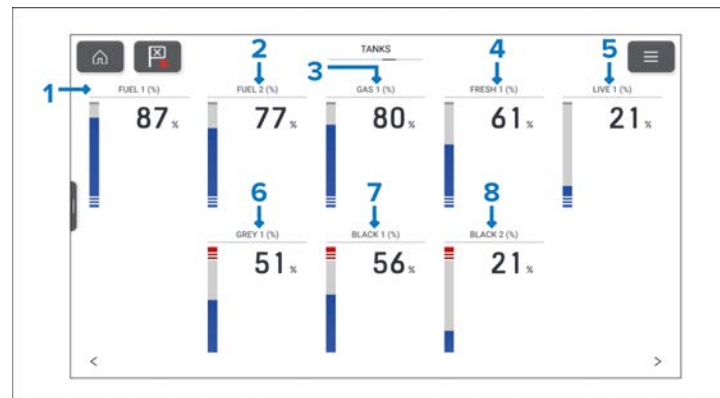 2
TANKS
4
5
3
1
FUEL 1 (%)
FUEL 2 (%)
GAS 1 (%)
FRESH 1 (%)
LIVE 1 (%)
87 %
77 %
80 %
61 %
21 %
6
7
8
GREY 1 (%)
BLACK 1 (%)
BLACK 2 (%)
51 %
56 %
21 %
< >